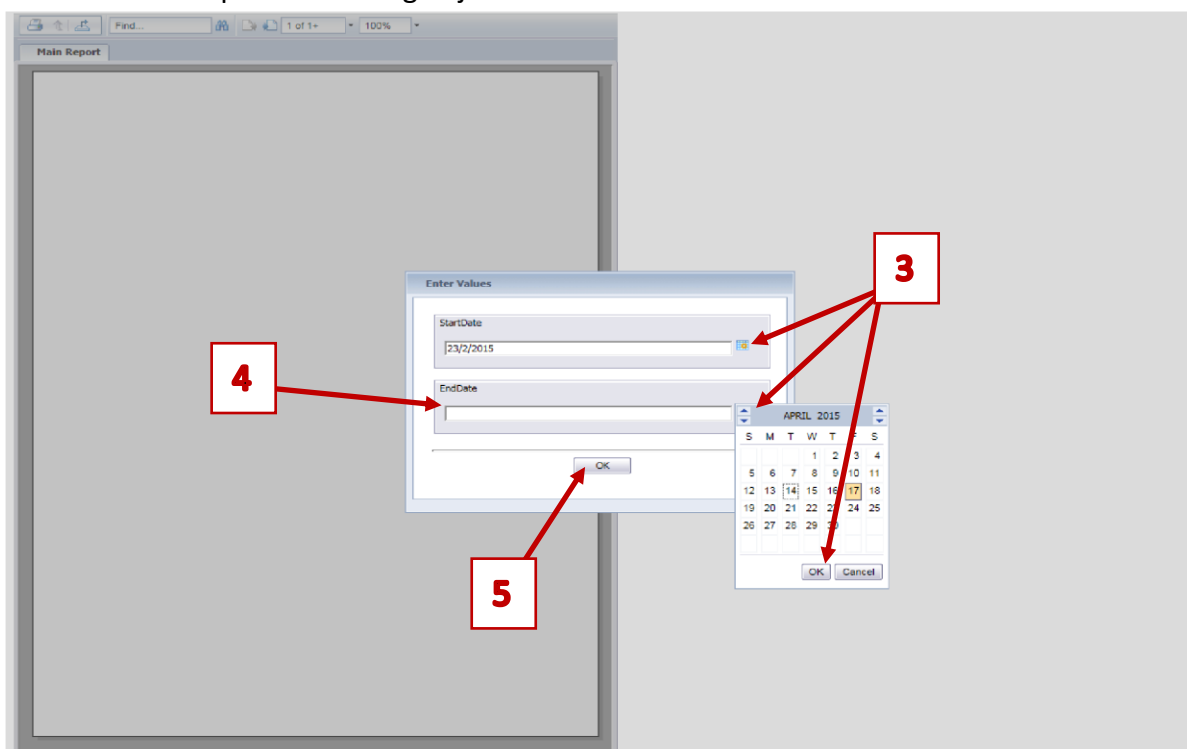 Find... 1 of 1+ 100%
Main Report
Enter Values
3
StartDate
23/2/2015
4
EndDate
APRIL 2015
S M T W T F S
1 2 3 4
5 6 7 8 9 10 11
12 13 14 15 16 17 18
19 20 21 22 23 24 25
26 27 28 29 30
OK
OK Cancel
5